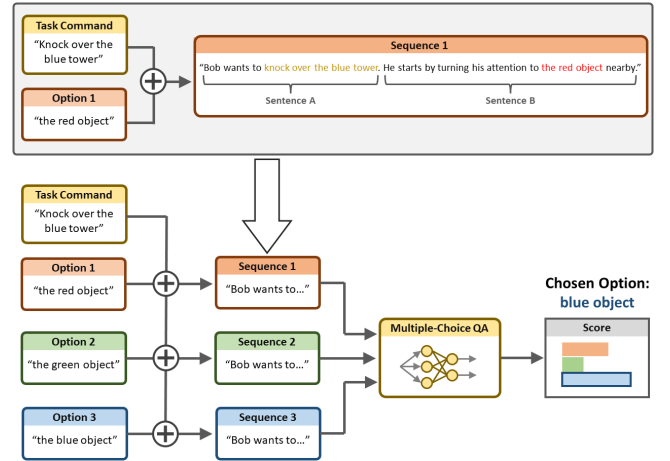 Task Command
“Knock over the
blue tower”
Option 1
“the red object”
Sequence 1
“Bob wants to knock over the blue tower. He starts by turning his attention to the red object nearby.”
Sentence A
Sentence B
Task Command
“Knock over the
blue tower”
Option 1
“the red object”
Sequence 1
“Bob wants to…”
Option 2
“the green object”
Sequence 2
“Bob wants to…”
Option 3
“the blue object”
Sequence 3
“Bob wants to…”
Multiple-Choice QA
Chosen Option:
blue object
Score